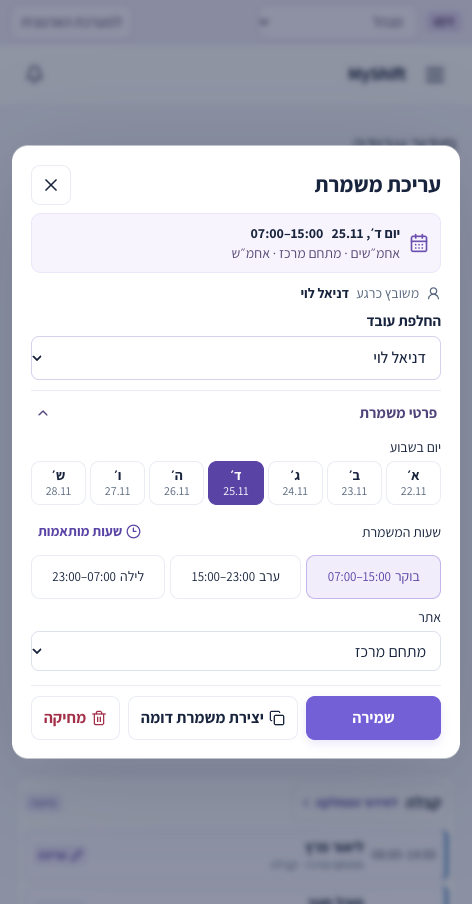 MyShift
עריכת משמרת
יום ד׳, 25.11 07:00–15:00
אחמ״שים · מתחם מרכז · אחמ״ש
משובץ כרגע דניאל לוי
החלפת עובד
דניאל לוי
פרטי משמרת
יום בשבוע
א׳ ב׳ ג׳ ד׳ ה׳ ו׳ ש׳
22.11 23.11 24.11 25.11 26.11 27.11 28.11
שעות המשמרת שעות מותאמות
בוקר 07:00–15:00 ערב 15:00–23:00 לילה 23:00–07:00
אתר
מתחם מרכז
שמירה יצירת משמרת דומה מחיקה